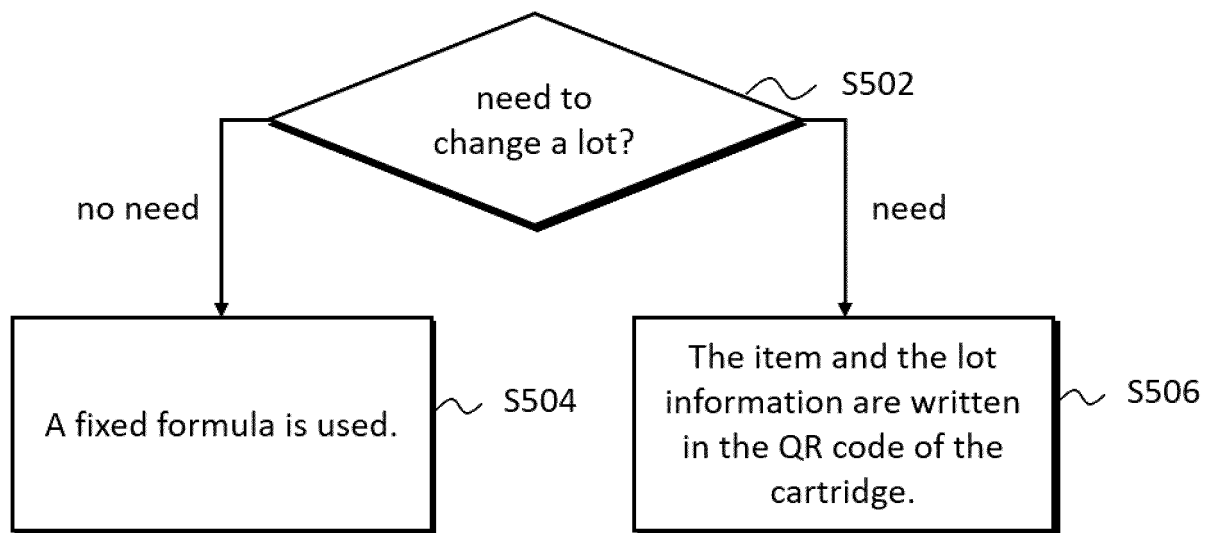 need to
change a lot?
S502
no need
need
A fixed formula is used.
S504
The item and the lot
information are written
in the QR code of the
cartridge.
S506